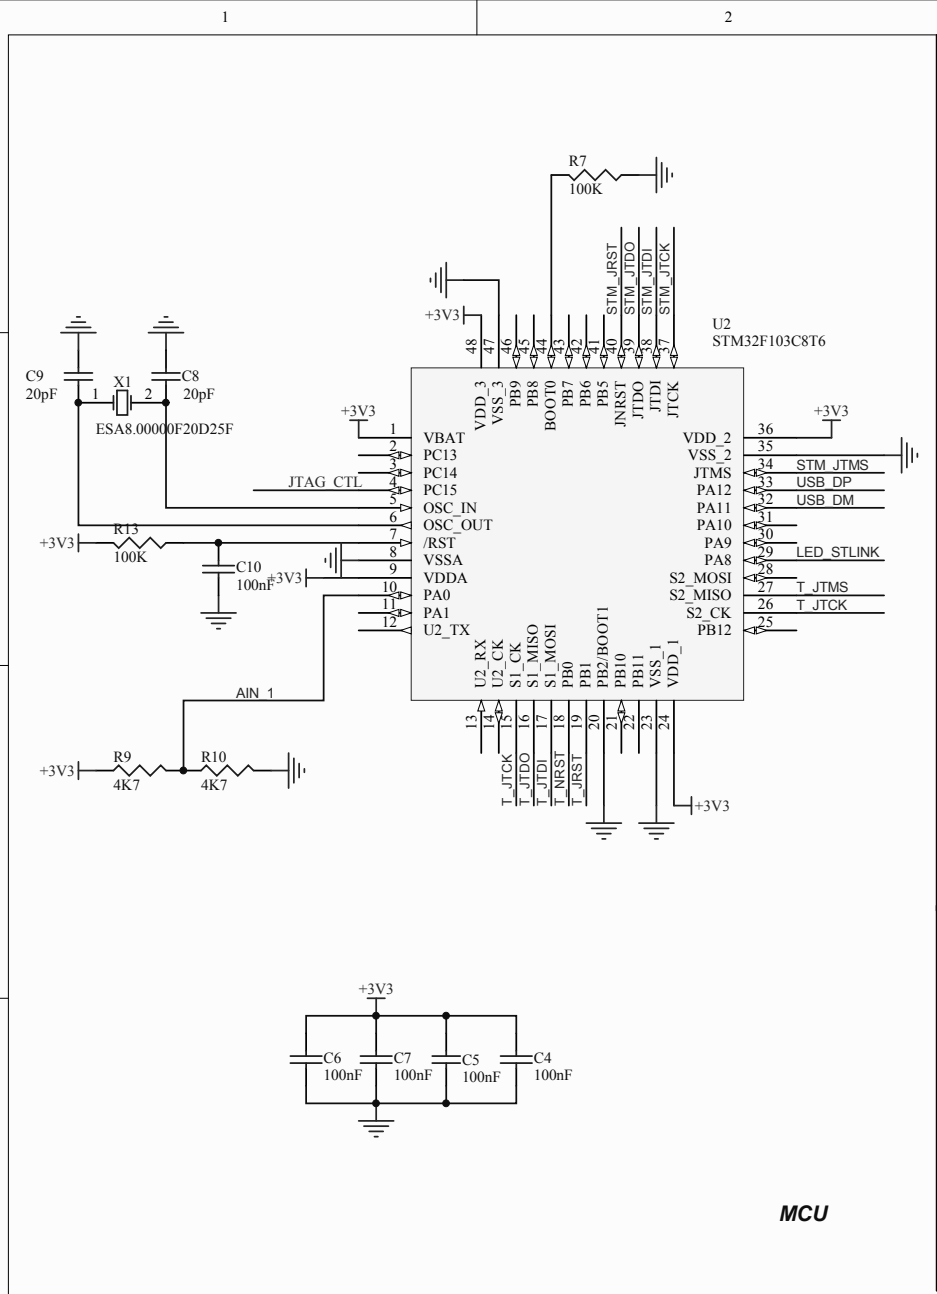 1 2
R7
100K
STM_JRST
STM_JTDO
STM_JTDI
STM_JTCK
+3V3
U2
STM32F103C8T6
48
47
46
45
44
43
42
41
40
39
38
37
VDD_3
VSS_3
PB9
PB8
BOOT0
PB7
PB6
PB5
JNRST
JTDO
JTDI
JTCK
C9
20pF
X1
1 2
C8
20pF
ESA8.00000F20D25F
+3V3
1 VBAT
2 PC13
3 PC14
JTAG_CTL 4 PC15
5 OSC_IN
6 OSC_OUT
+3V3 R13 7 /RST
100K
8 VSSA
C10
100nF
+3V3 9 VDDA
10 PA0
11 PA1
12 U2_TX
+3V3
VDD_2 36
VSS_2 35
JTMS 34 STM_JTMS
PA12 33 USB_DP
PA11 32 USB_DM
PA10 31
PA9 30
PA8 29 LED_STLINK
S2_MOSI 28
S2_MISO 27 T_JTMS
S2_CK 26 T_JTCK
PB12 25
U2_RX
U2_CK
S1_CK
S1_MISO
S1_MOSI
PB0
PB1
PB2/BOOT1
PB10
PB11
VSS_1
VDD_1
13
14
15
16
17
18
19
20
21
22
23
24
AIN_1
T_JTCK
T_JTDO
T_JTDI
T_NRST
T_JRST
+3V3
+3V3 R9 R10
4K7 4K7
+3V3
C6 C7 C5 C4
100nF 100nF 100nF 100nF
MCU